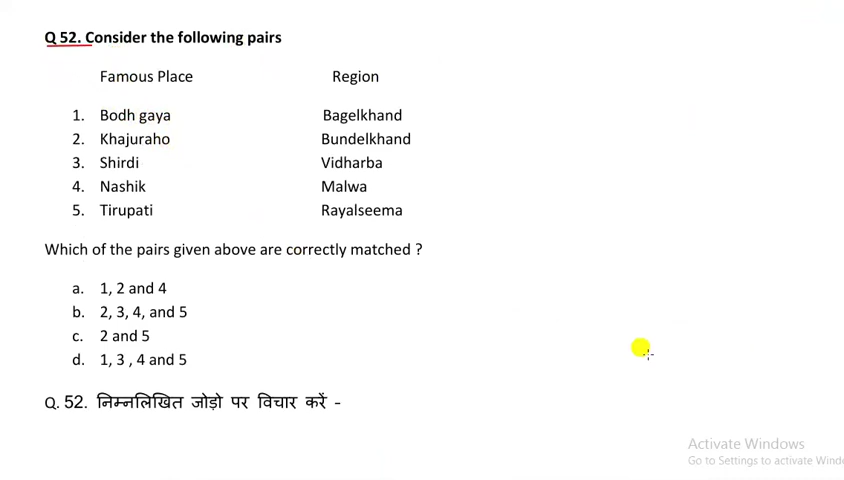 Q 52. Consider the following pairs
Famous Place Region
1. Bodh gaya Bagelkhand
2. Khajuraho Bundelkhand
3. Shirdi Vidharba
4. Nashik Malwa
5. Tirupati Rayalseema
Which of the pairs given above are correctly matched ?
a. 1, 2 and 4
b. 2, 3, 4, and 5
c. 2 and 5
d. 1, 3 , 4 and 5
Q. 52. निम्नलिखित जोड़ो पर विचार करें -
Activate Windows
Go to Settings to activate Wind